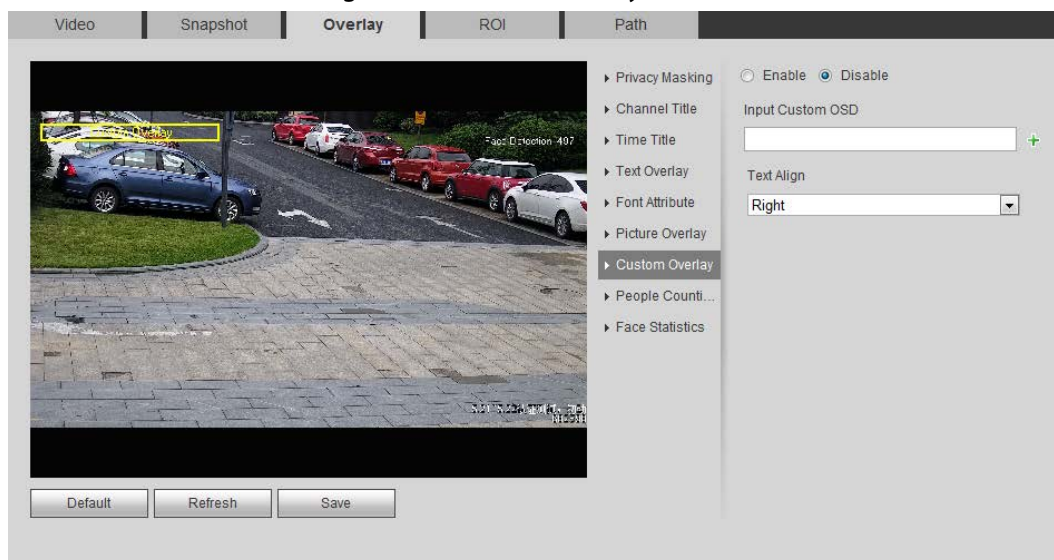 Video Snapshot Overlay ROI Path
Custom Overlay
Face Detection-407
Privacy Masking
Channel Title
Time Title
Text Overlay
Font Attribute
Picture Overlay
Custom Overlay
People Counti...
Face Statistics
Enable Disable
Input Custom OSD
Text Align
Right
Default Refresh Save